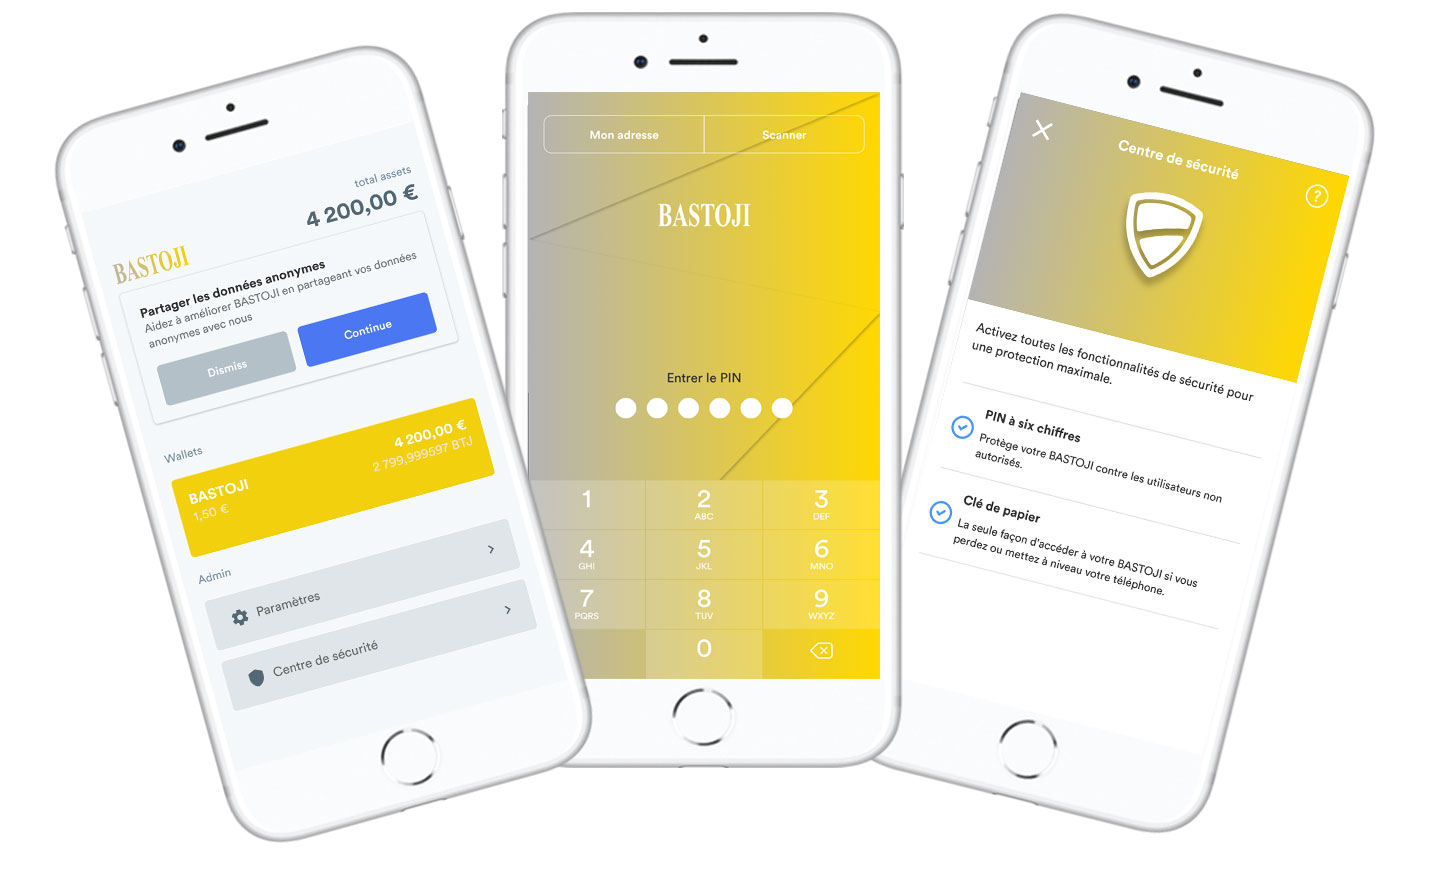 total assets
4 200,00 €
BASTOJI
Partager les données anonymes
Aidez à améliorer BASTOJI en partageant vos données
anonymes avec nous
Dismiss
Continue
Wallets
4 200,00 €
2 799,999597 BTJ
BASTOJI
1,50 €
Admin
Paramètres
Centre de sécurité
Mon adresse
Scanner
BASTOJI
Entrer le PIN
1
2
ABC
3
DEF
4
GHI
5
JKL
6
MNO
7
PQRS
8
TUV
9
WXYZ
0
Centre de sécurité
?
Activez toutes les fonctionnalités de sécurité pour
une protection maximale.
PIN à six chiffres
Protège votre BASTOJI contre les utilisateurs non
autorisés.
Clé de papier
La seule façon d'accéder à votre BASTOJI si vous
perdez ou mettez à niveau votre téléphone.